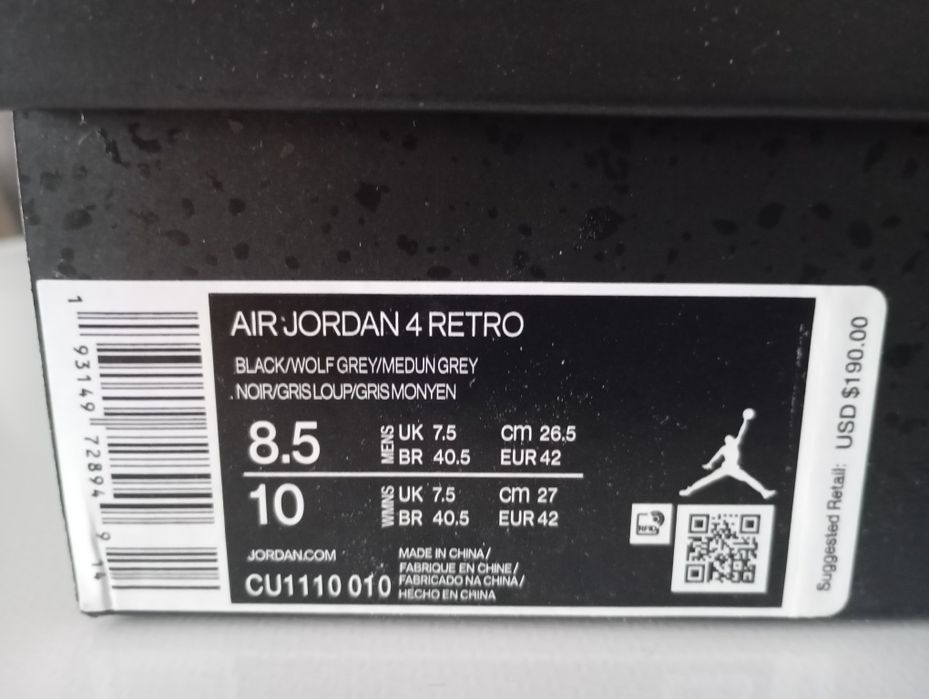 AIR JORDAN 4 RETRO
BLACK/WOLF GREY/MEDUN GREY
NOIR/GRIS LOUP/GRIS MONYEN
8.5 MENS UK 7.5 cm 26.5
BR 40.5 EUR 42
10 WMNS UK 7.5 cm 27
BR 40.5 EUR 42
JORDAN.COM
CU1110 010
MADE IN CHINA/
FABRIQUE EN CHINE/
FABRICADO NA CHINA/
HECHO EN CHINA
1 93149 72894 9 14
Suggested Retail: USD $190.00